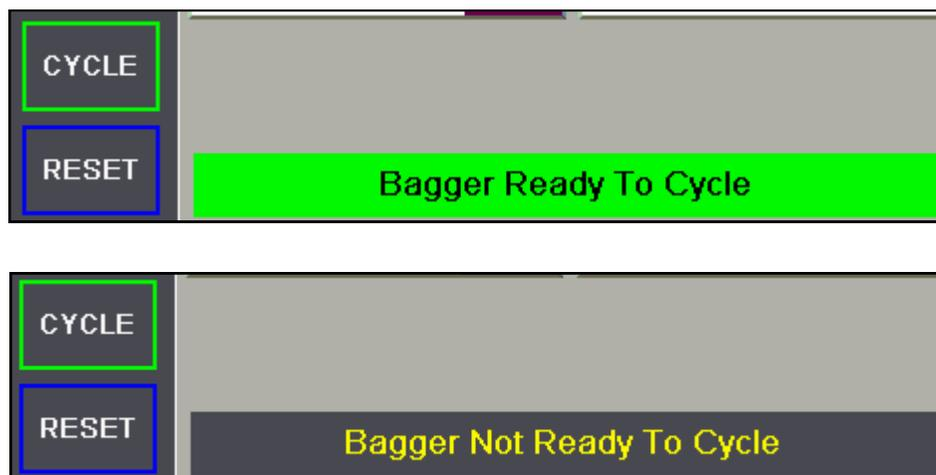 CYCLE
RESET
Bagger Ready To Cycle
CYCLE
RESET
Bagger Not Ready To Cycle